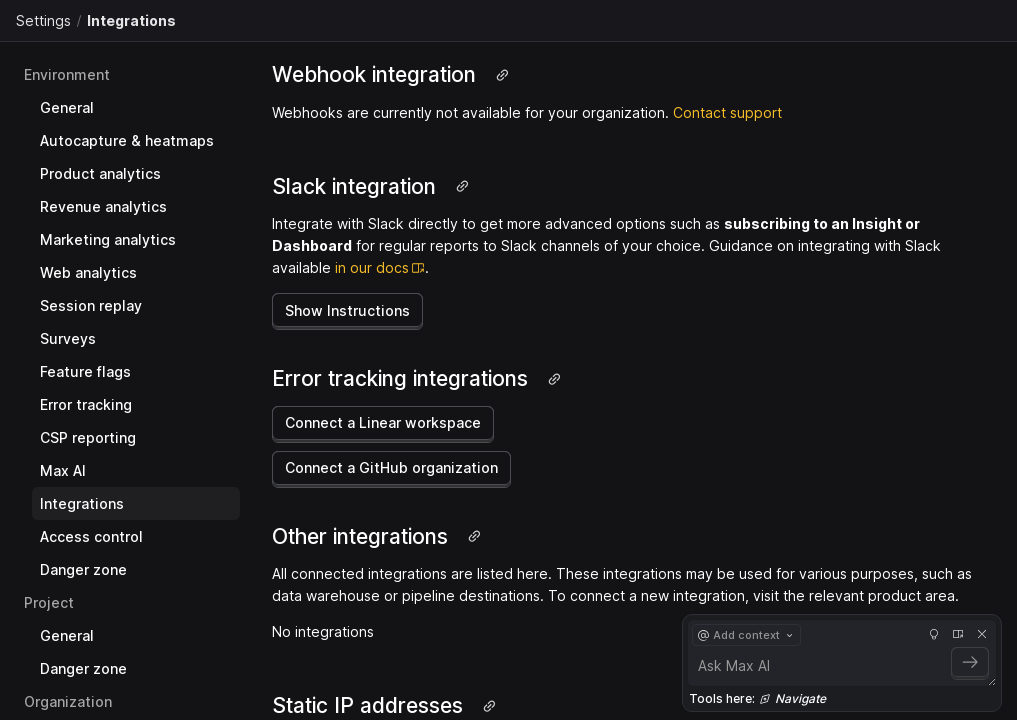 Settings / Integrations
Environment
General
Autocapture & heatmaps
Product analytics
Revenue analytics
Marketing analytics
Web analytics
Session replay
Surveys
Feature flags
Error tracking
CSP reporting
Max AI
Integrations
Access control
Danger zone
Project
General
Danger zone
Organization
Webhook integration
Webhooks are currently not available for your organization. Contact support
Slack integration
Integrate with Slack directly to get more advanced options such as subscribing to an Insight or
Dashboard for regular reports to Slack channels of your choice. Guidance on integrating with Slack
available in our docs.
Show Instructions
Error tracking integrations
Connect a Linear workspace
Connect a GitHub organization
Other integrations
All connected integrations are listed here. These integrations may be used for various purposes, such as
data warehouse or pipeline destinations. To connect a new integration, visit the relevant product area.
No integrations
Static IP addresses
@ Add context
Ask Max AI
Tools here: Navigate